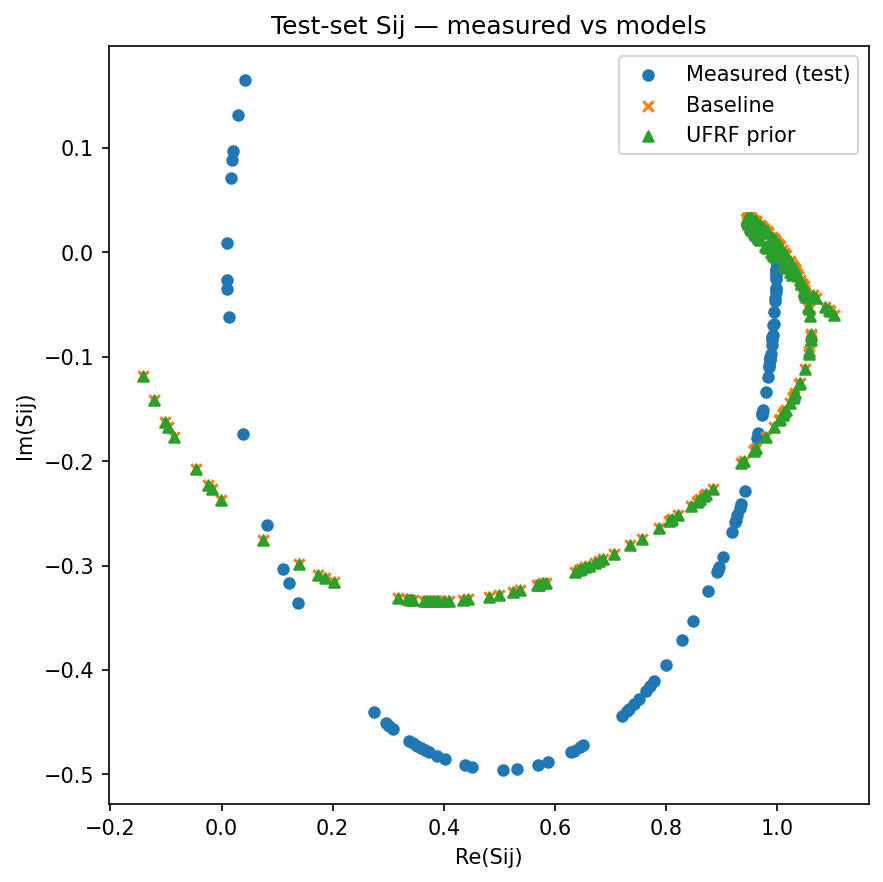 Test-set Sij — measured vs models
Measured (test)
Baseline
UFRF prior
0.1
0.0
−0.1
−0.2
−0.3
−0.4
−0.5
Im(Sij)
−0.2 0.0 0.2 0.4 0.6 0.8 1.0
Re(Sij)